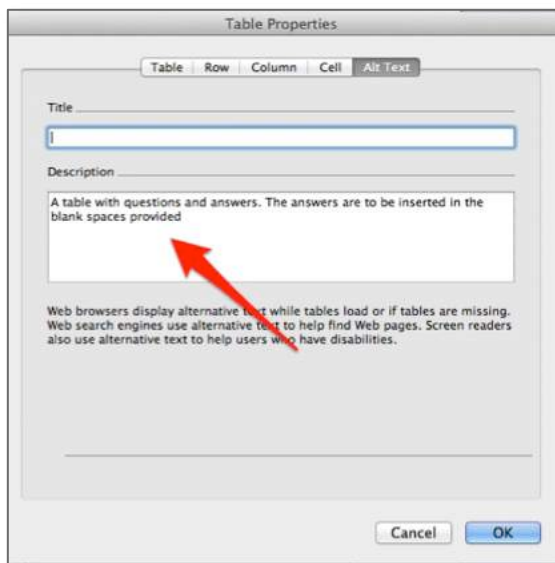 Table Properties
Table Row Column Cell Alt Text
Title
Description
A table with questions and answers. The answers are to be inserted in the
blank spaces provided
Web browsers display alternative text while tables load or if tables are missing.
Web search engines use alternative text to help find Web pages. Screen readers
also use alternative text to help users who have disabilities.
Cancel OK